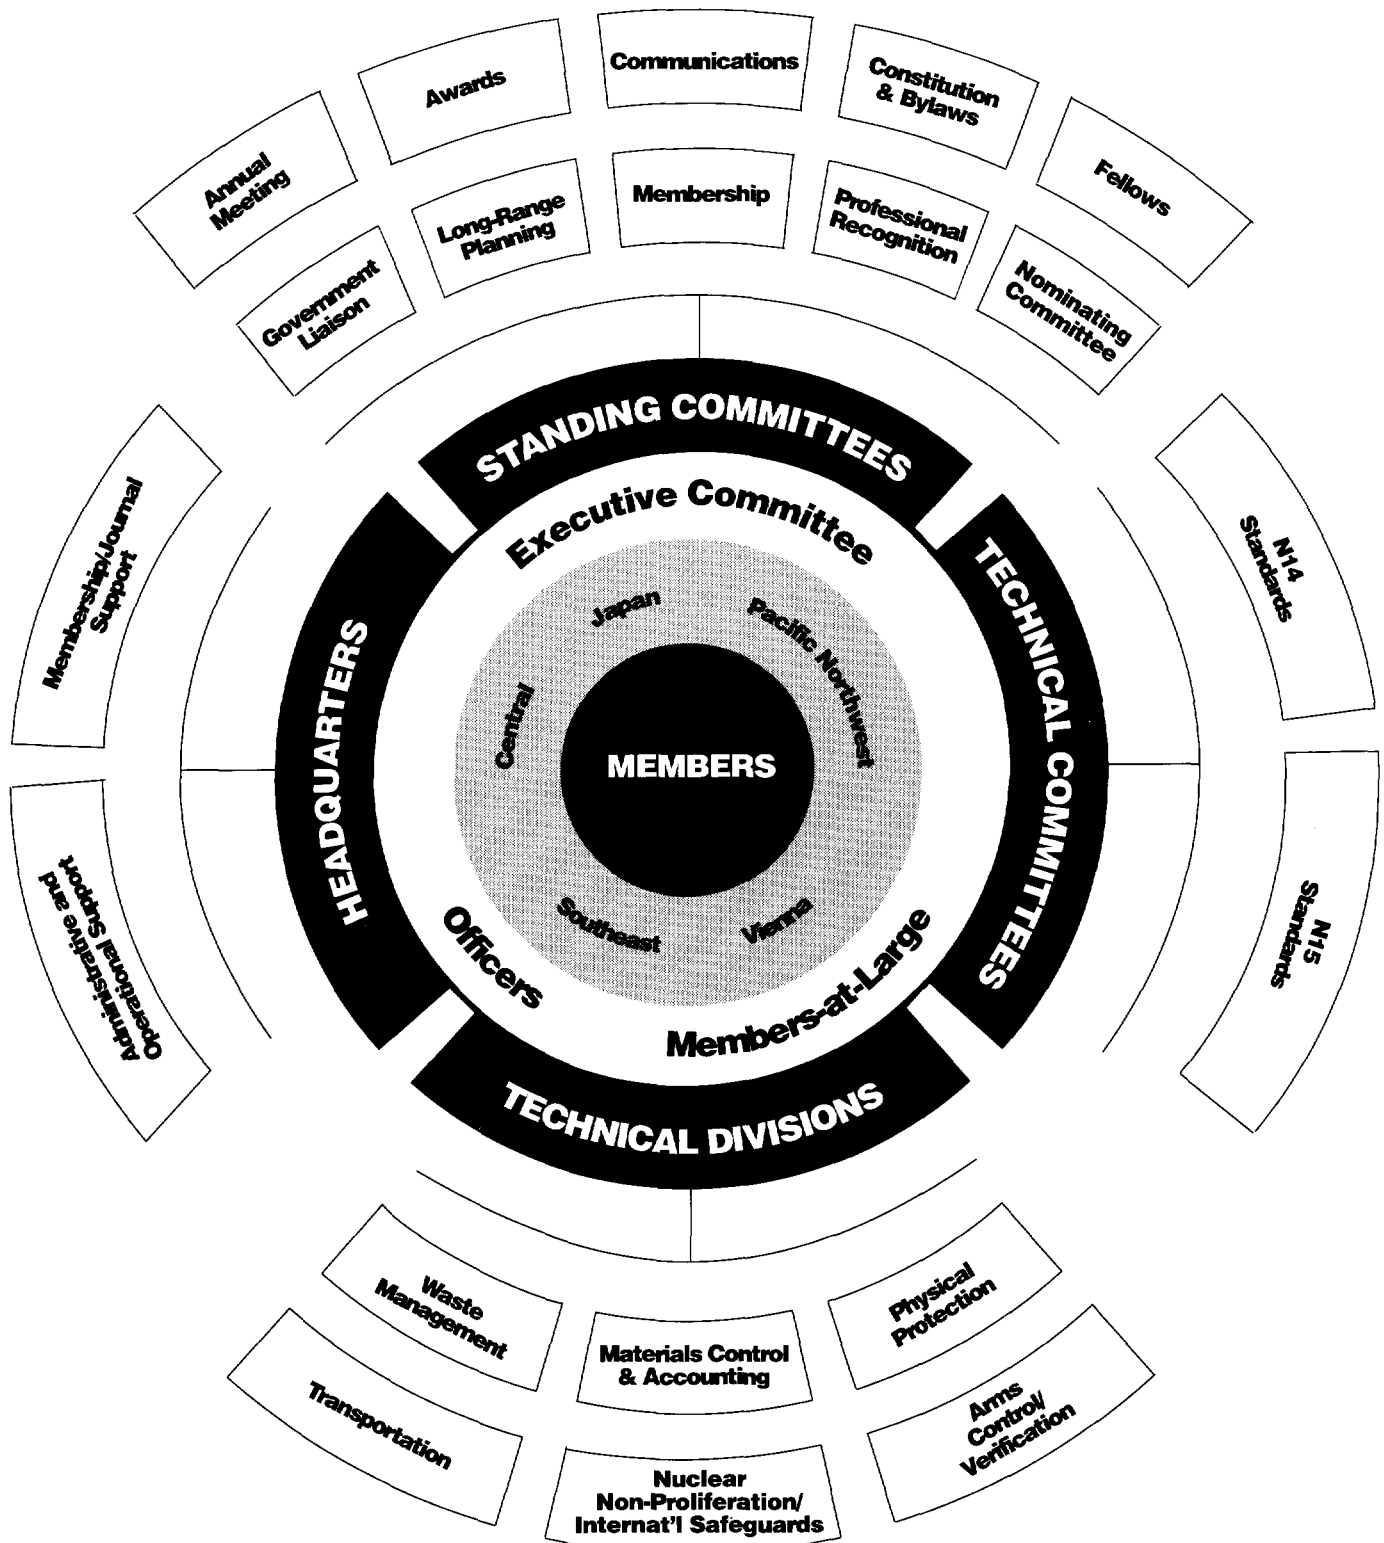 Communications
Awards
Constitution
& Bylaws
Annual
Meeting
Fellows
Membership
Long-Range
Planning
Professional
Recognition
Government
Liaison
Nominating
Committee
STANDING COMMITTEES
Executive Committee
Membership/Journal
Support
N14
Standards
HEADQUARTERS
TECHNICAL COMMITTEES
Japan
Pacific Northwest
Central
MEMBERS
Southeast
Vienna
Officers
Members-at-Large
Administrative and
Operational Support
N15
Standards
TECHNICAL DIVISIONS
Waste
Management
Materials Control
& Accounting
Physical
Protection
Transportation
Nuclear
Non-Proliferation/
Internat'l Safeguards
Arms
Control/
Verification